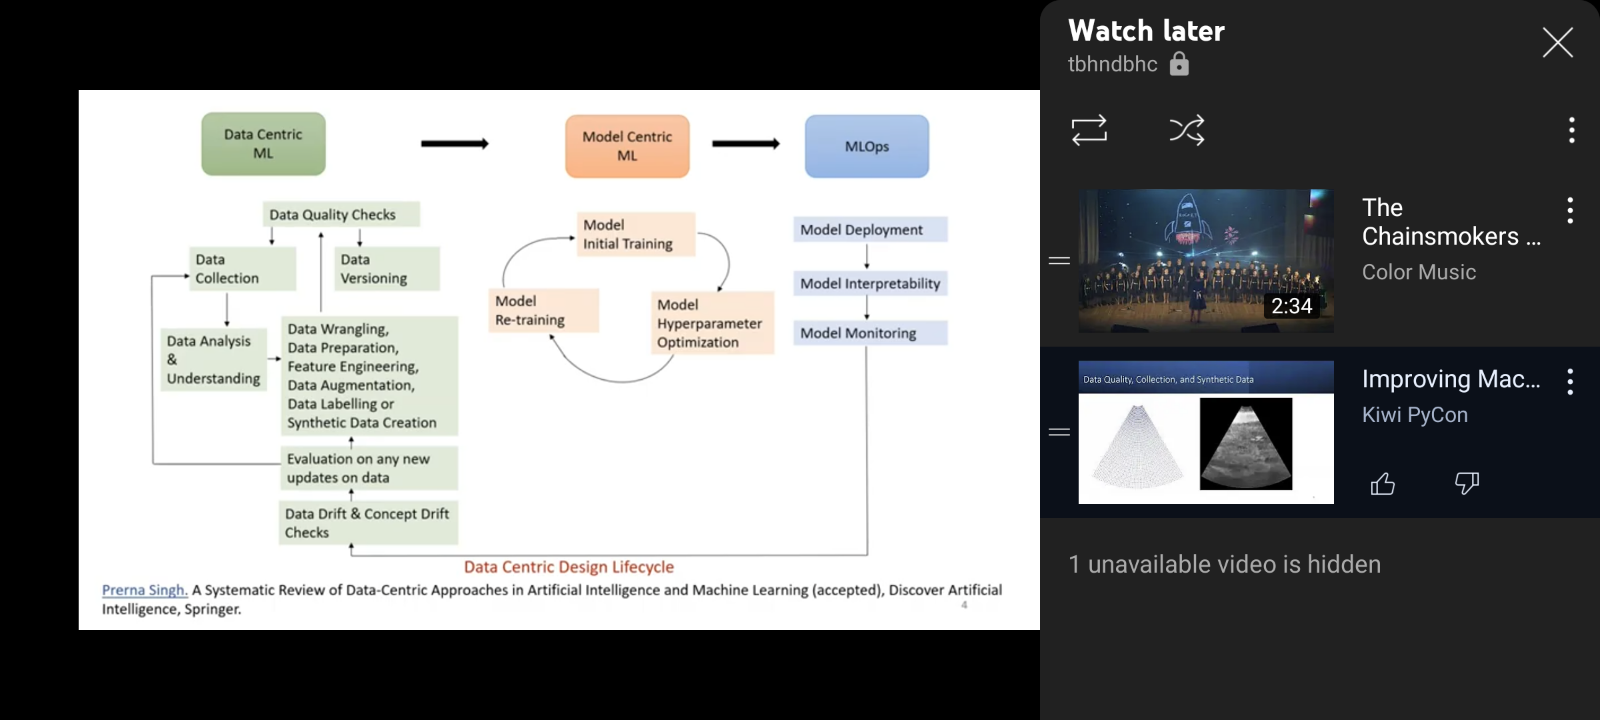 Data Centric
ML
Model Centric
ML
MLOps
Data Quality Checks
Data
Collection
Data
Versioning
Data Analysis
&
Understanding
Data Wrangling,
Data Preparation,
Feature Engineering,
Data Augmentation,
Data Labelling or
Synthetic Data Creation
Evaluation on any new
updates on data
Data Drift & Concept Drift
Checks
Model
Initial Training
Model
Re-training
Model
Hyperparameter
Optimization
Model Deployment
Model Interpretability
Model Monitoring
Data Centric Design Lifecycle
Prerna Singh. A Systematic Review of Data-Centric Approaches in Artificial Intelligence and Machine Learning (accepted), Discover Artificial
Intelligence, Springer.
4
Watch later
tbhndbhc
The
Chainsmokers ...
Color Music
2:34
Data Quality, Collection, and Synthetic Data
Improving Mac...
Kiwi PyCon
1 unavailable video is hidden